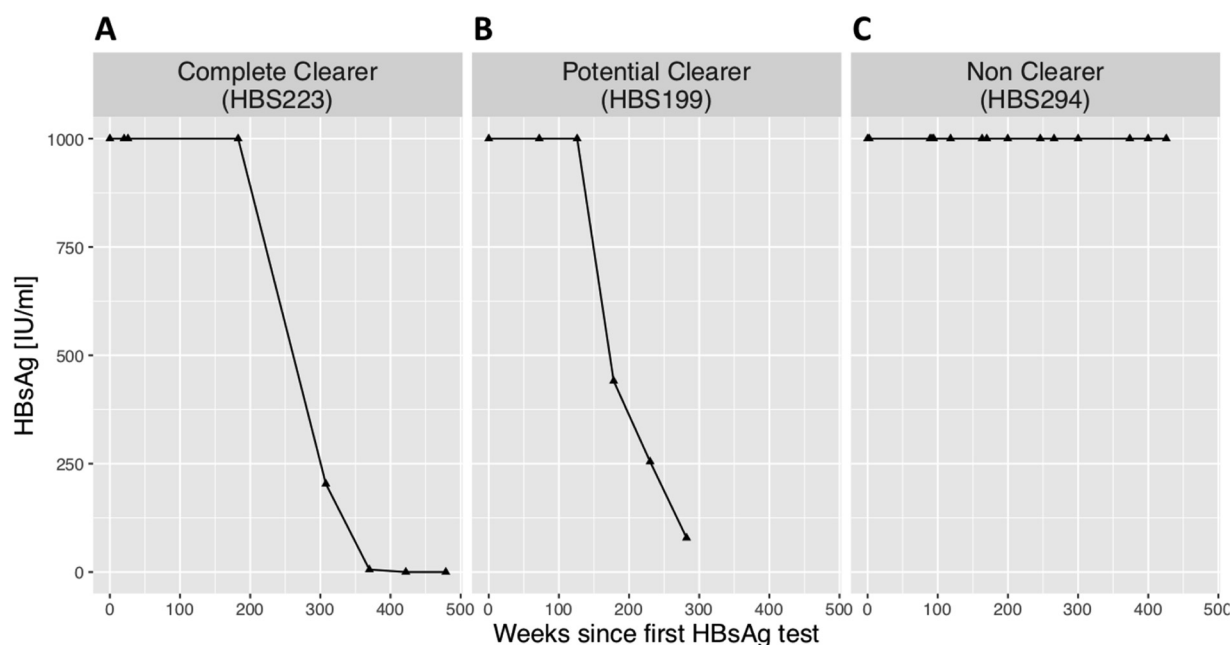 A
B
C
Complete Clearer
(HBS223)
Potential Clearer
(HBS199)
Non Clearer
(HBS294)
HBsAg [IU/ml]
1000
750
500
250
0
0 100 200 300 400 500
0 100 200 300 400 500
0 100 200 300 400 500
Weeks since first HBsAg test